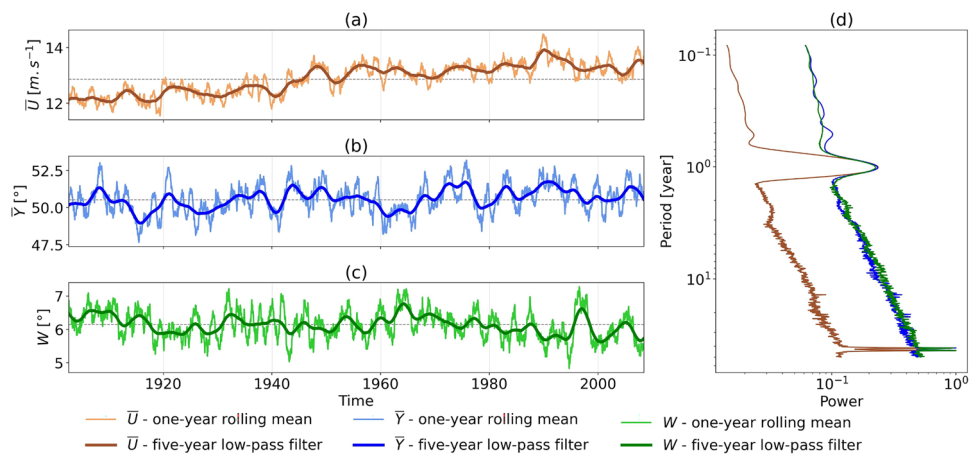 (a)
U̅ [m.s⁻¹]
14
12
(b)
Y̅ [°]
52.5
50.0
47.5
(c)
W [°]
7
6
5
1920
1940
1960
1980
2000
Time
(d)
Period [year]
10⁻¹
10⁰
10¹
10⁻¹
10⁰
Power
U̅ - one-year rolling mean
Y̅ - one-year rolling mean
W - one-year rolling mean
U̅ - five-year low-pass filter
Y̅ - five-year low-pass filter
W - five-year low-pass filter